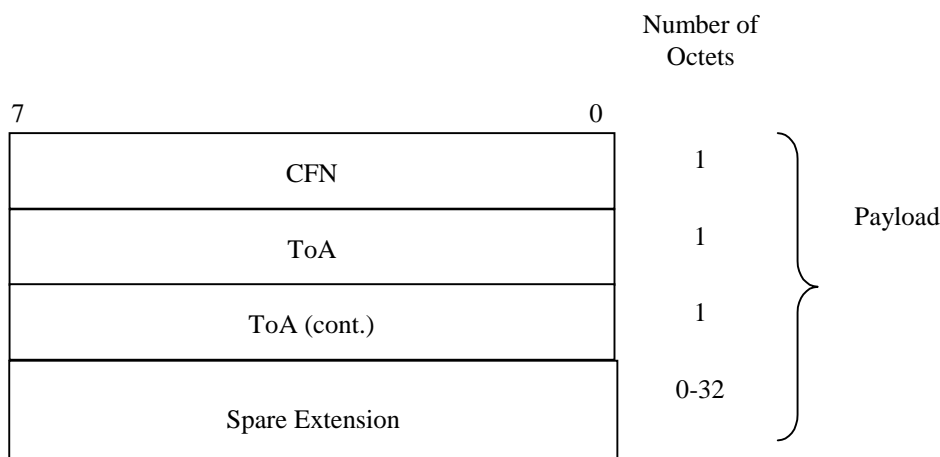 Number of
Octets
7 0
CFN 1
ToA 1
Payload
ToA (cont.) 1
Spare Extension 0-32